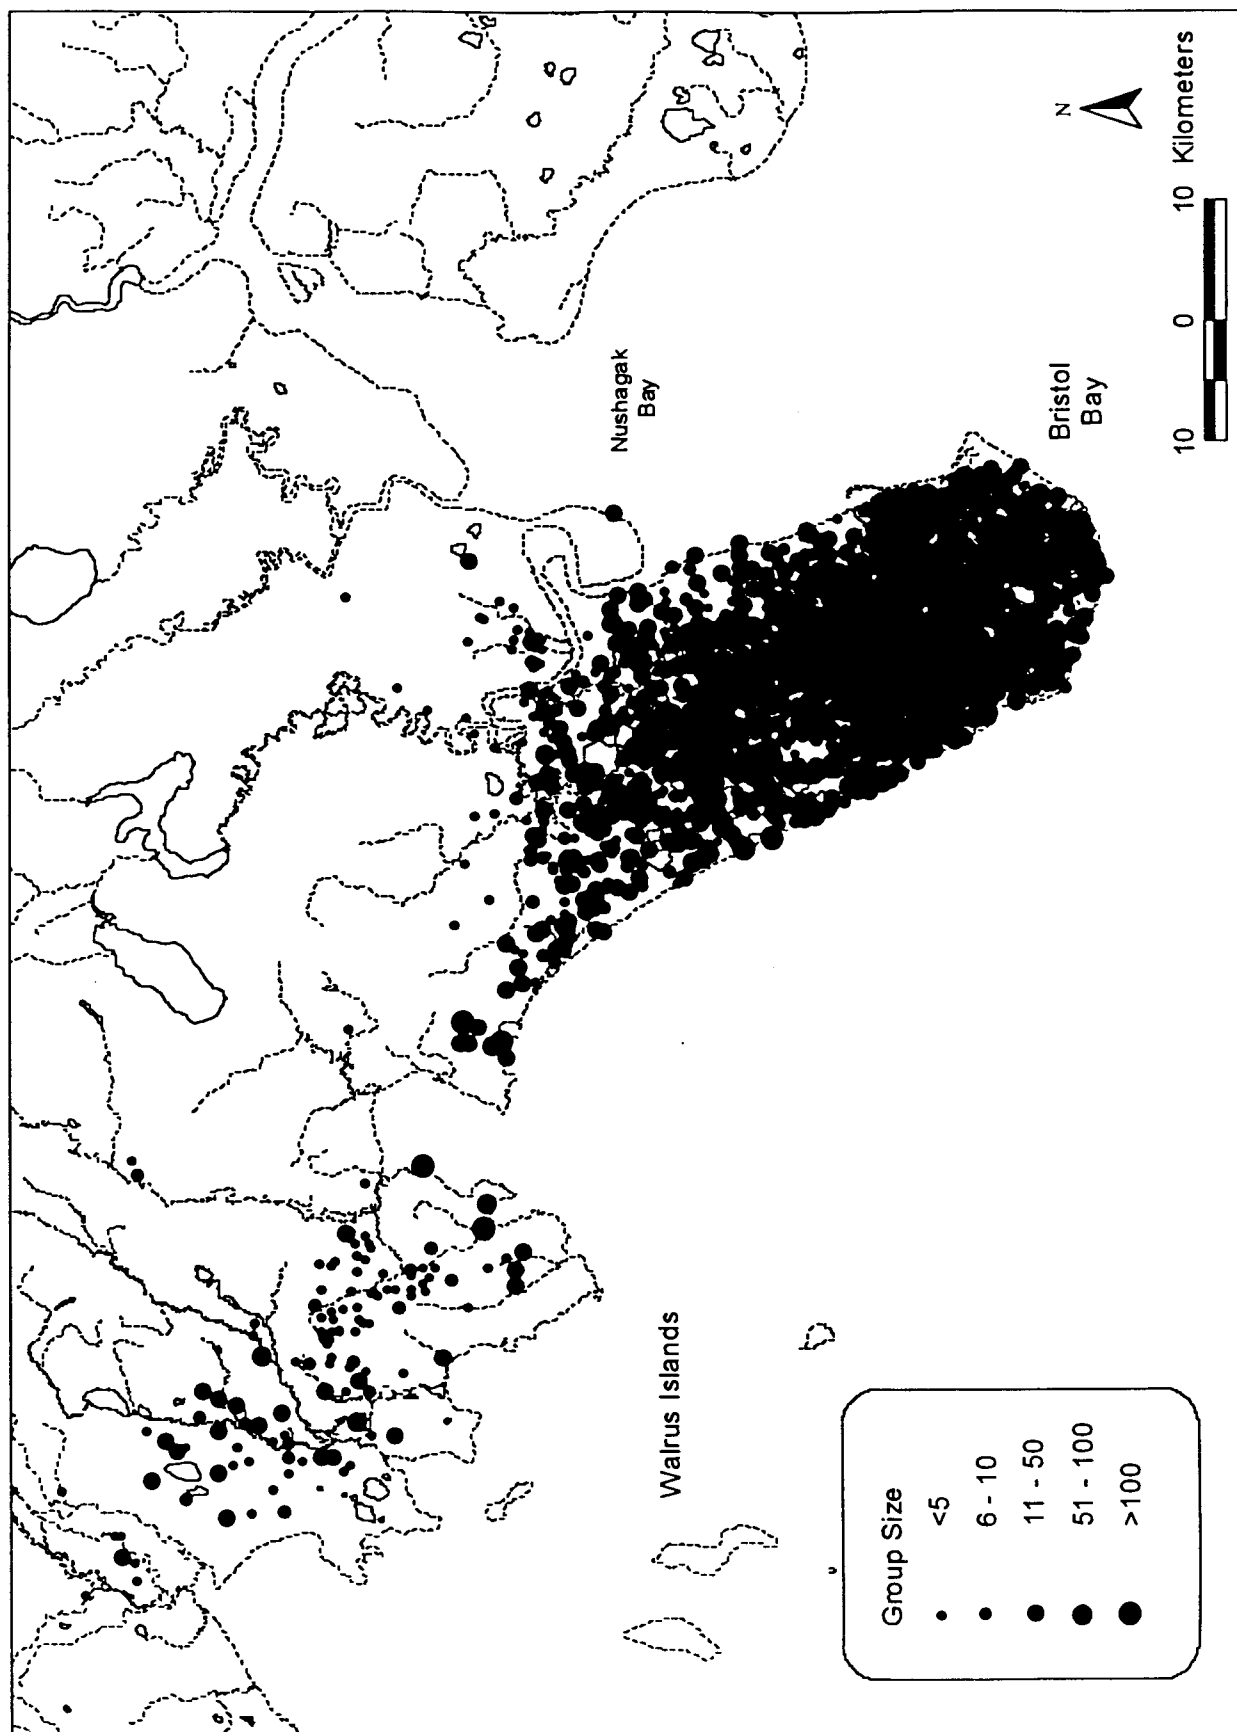 Nushagak
Bay
Bristol
Bay
Walrus Islands
N
10 0 10 Kilometers
Group Size
<5
6 - 10
11 - 50
51 - 100
>100